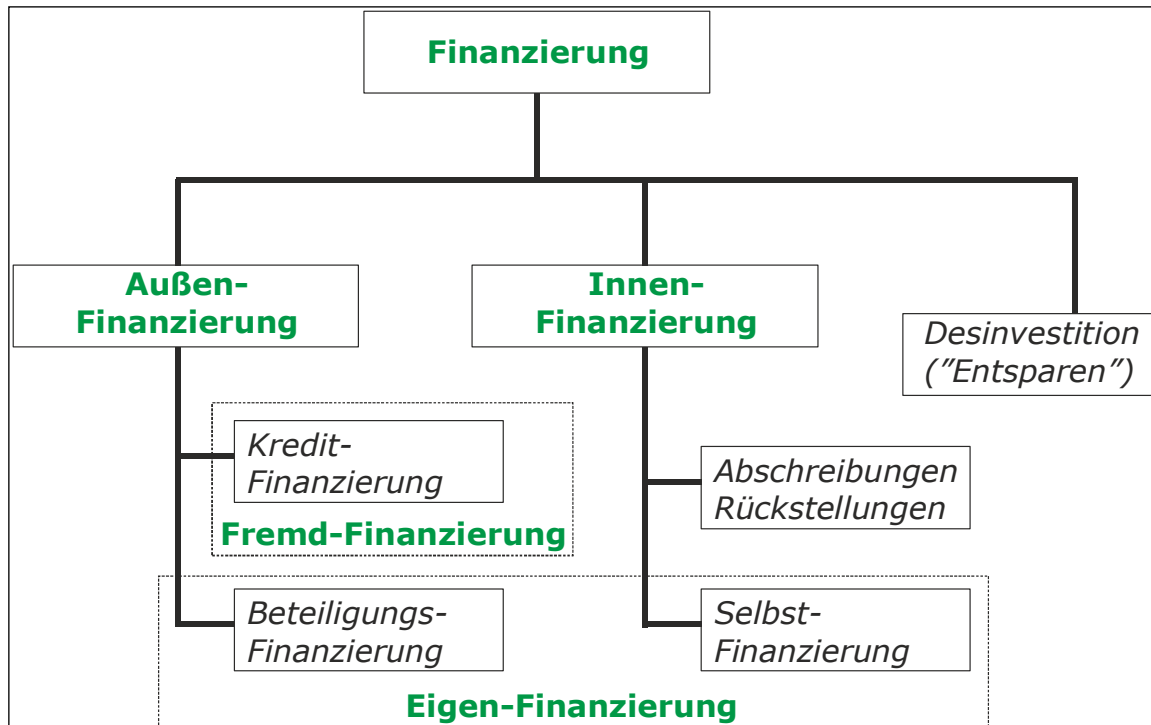 Finanzierung
Außen-
Finanzierung
Innen-
Finanzierung
Desinvestition
(”Entsparen”)
Kredit-
Finanzierung
Fremd-Finanzierung
Abschreibungen
Rückstellungen
Beteiligungs-
Finanzierung
Selbst-
Finanzierung
Eigen-Finanzierung